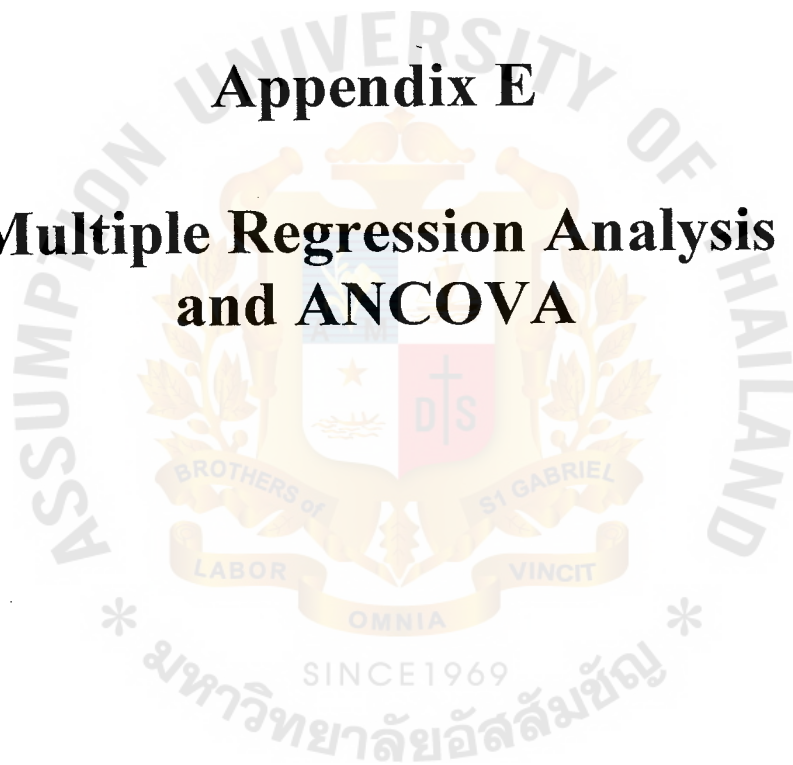 Appendix E
Multiple Regression Analysis
and ANCOVA
ASSUMPTION UNIVERSITY OF THAILAND
D S
BROTHERS of
S1 GABRIEL
LABOR
OMNIA
VINCIT
SINCE1969
* มหาวิทยาลัยอัสสัมชัญ *